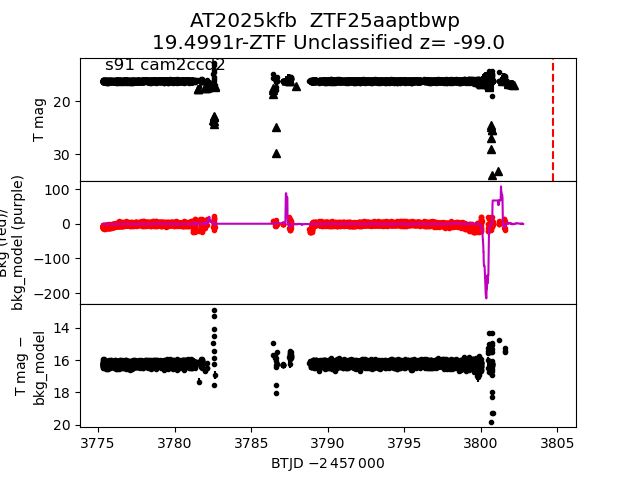 AT2025kfb  ZTF25aaptbwp
19.4991r-ZTF Unclassified z= -99.0
s91 cam2ccd2
T mag
20
30
Bkg (red)/
bkg_model (purple)
100
0
−100
−200
T mag −
bkg_model
14
16
18
20
3775 3780 3785 3790 3795 3800 3805
BTJD −2 457 000